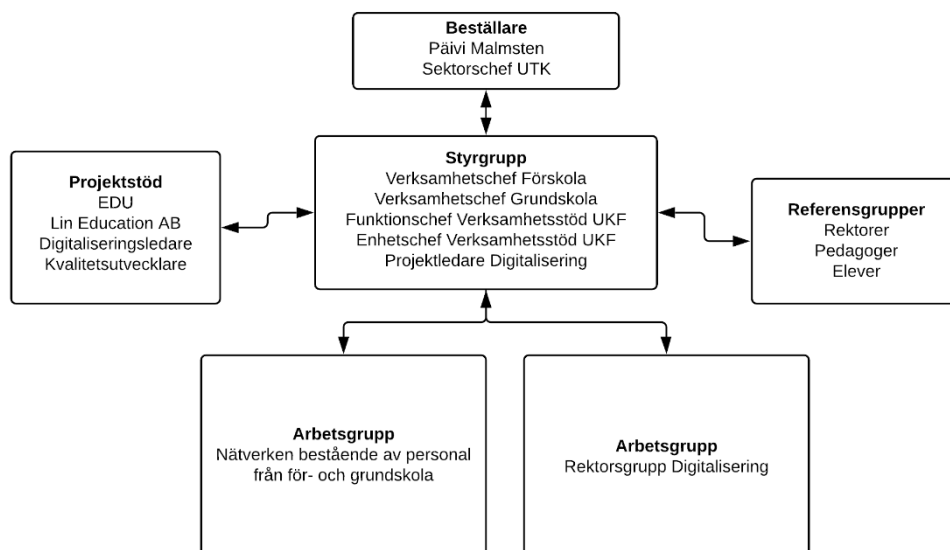 Beställare
Päivi Malmsten
Sektorschef UTK
Styrgrupp
Verksamhetschef Förskola
Verksamhetschef Grundskola
Funktionschef Verksamhetsstöd UKF
Enhetschef Verksamhetsstöd UKF
Projektledare Digitalisering
Projektstöd
EDU
Lin Education AB
Digitaliseringsledare
Kvalitetsutvecklare
Referensgrupper
Rektorer
Pedagoger
Elever
Arbetsgrupp
Nätverken bestående av personal
från för- och grundskola
Arbetsgrupp
Rektorsgrupp Digitalisering